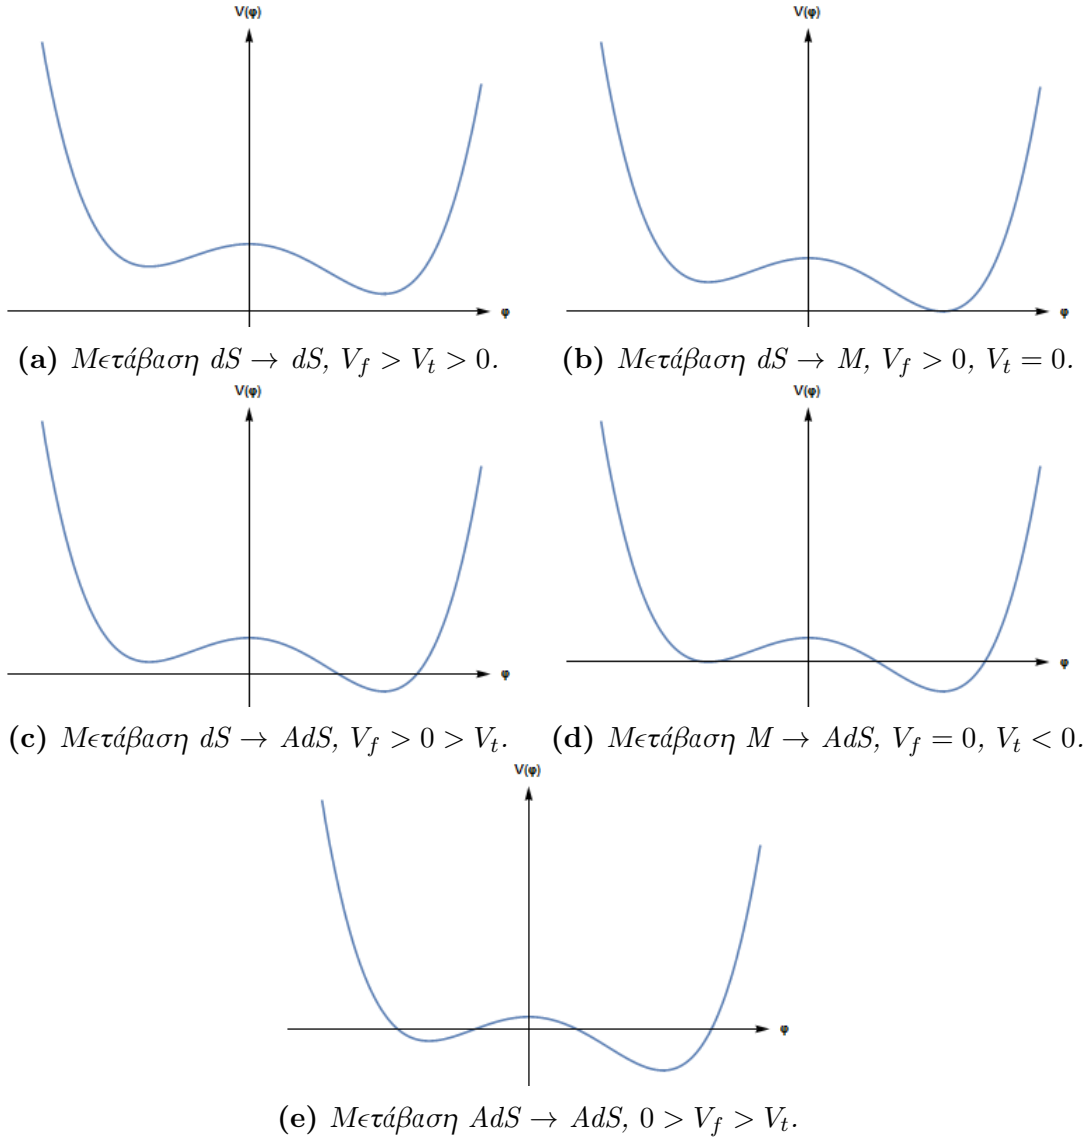 V(φ)
V(φ)
φ
φ
(a) Μετάβαση dS → dS, V_f > V_t > 0.
(b) Μετάβαση dS → M, V_f > 0, V_t = 0.
V(φ)
V(φ)
φ
φ
(c) Μετάβαση dS → AdS, V_f > 0 > V_t.
(d) Μετάβαση M → AdS, V_f = 0, V_t < 0.
V(φ)
φ
(e) Μετάβαση AdS → AdS, 0 > V_f > V_t.